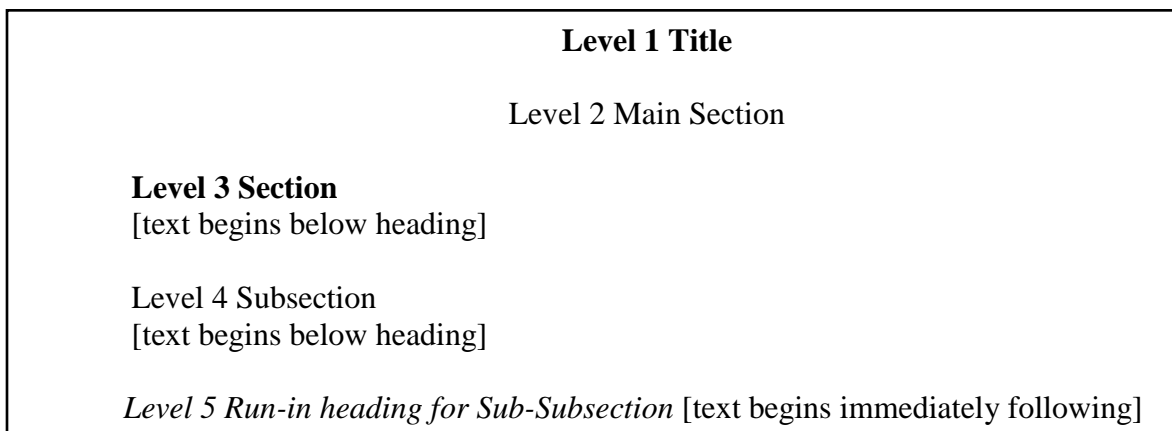 Level 1 Title
Level 2 Main Section
Level 3 Section
[text begins below heading]
Level 4 Subsection
[text begins below heading]
Level 5 Run-in heading for Sub-Subsection [text begins immediately following]